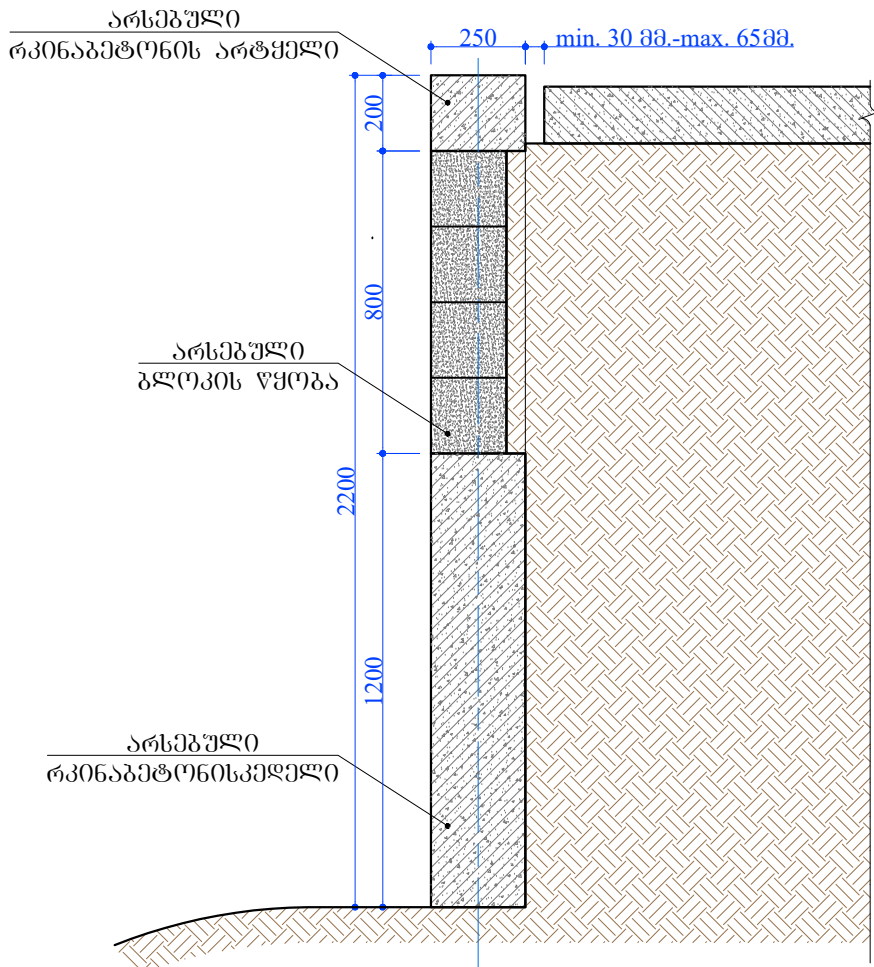 არსებული
რკინაბეტონის არტყელი
250
min. 30 მმ.-max. 65მმ.
200
800
არსებული
ბლოკის წყობა
2200
1200
არსებული
რკინაბეტონისკედელი